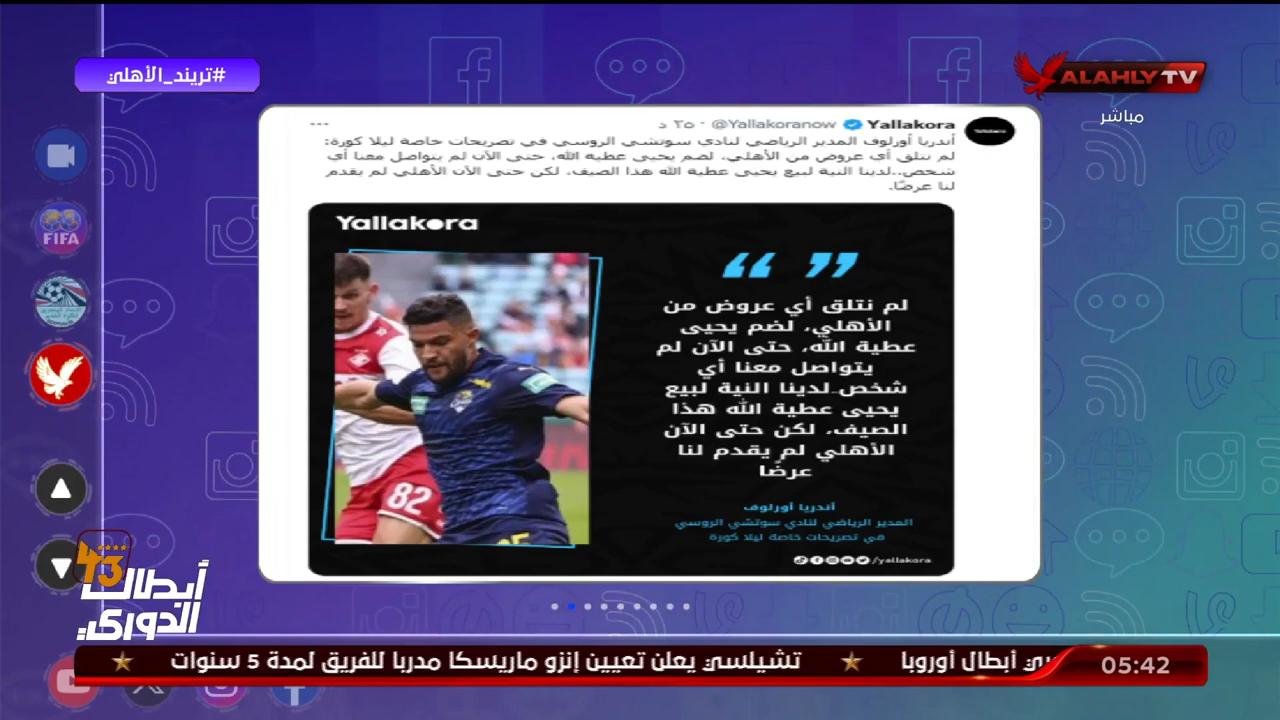 #تريند_الأهلي
ALAHLY TV
مباشر
Yallakora @Yallakoranow · ٢٥ د
أندريا أورلوف المدير الرياضي لنادي سوتشي الروسي في تصريحات خاصة ليلا كورة:
لم نتلق أي عروض من الأهلي، لضم يحيى عطية الله، حتى الآن لم يتواصل معنا أي
شخص..لدينا النية لبيع يحيى عطية الله هذا الصيف، لكن حتى الآن الأهلي لم يقدم
لنا عرضًا.
Yallakora
لم نتلق أي عروض من
الأهلي، لضم يحيى
عطية الله، حتى الآن لم
يتواصل معنا أي
شخص..لدينا النية لبيع
يحيى عطية الله هذا
الصيف، لكن حتى الآن
الأهلي لم يقدم لنا
عرضًا
أندريا أورلوف
المدير الرياضي لنادي سوتشي الروسي
في تصريحات خاصة ليلا كورة
/yallakora
82
FIFA
43
أبطال
الدوري
أبطال أوروبا ★ تشيلسي يعلن تعيين إنزو ماريسكا مدربا للفريق لمدة 5 سنوات ★
05:42